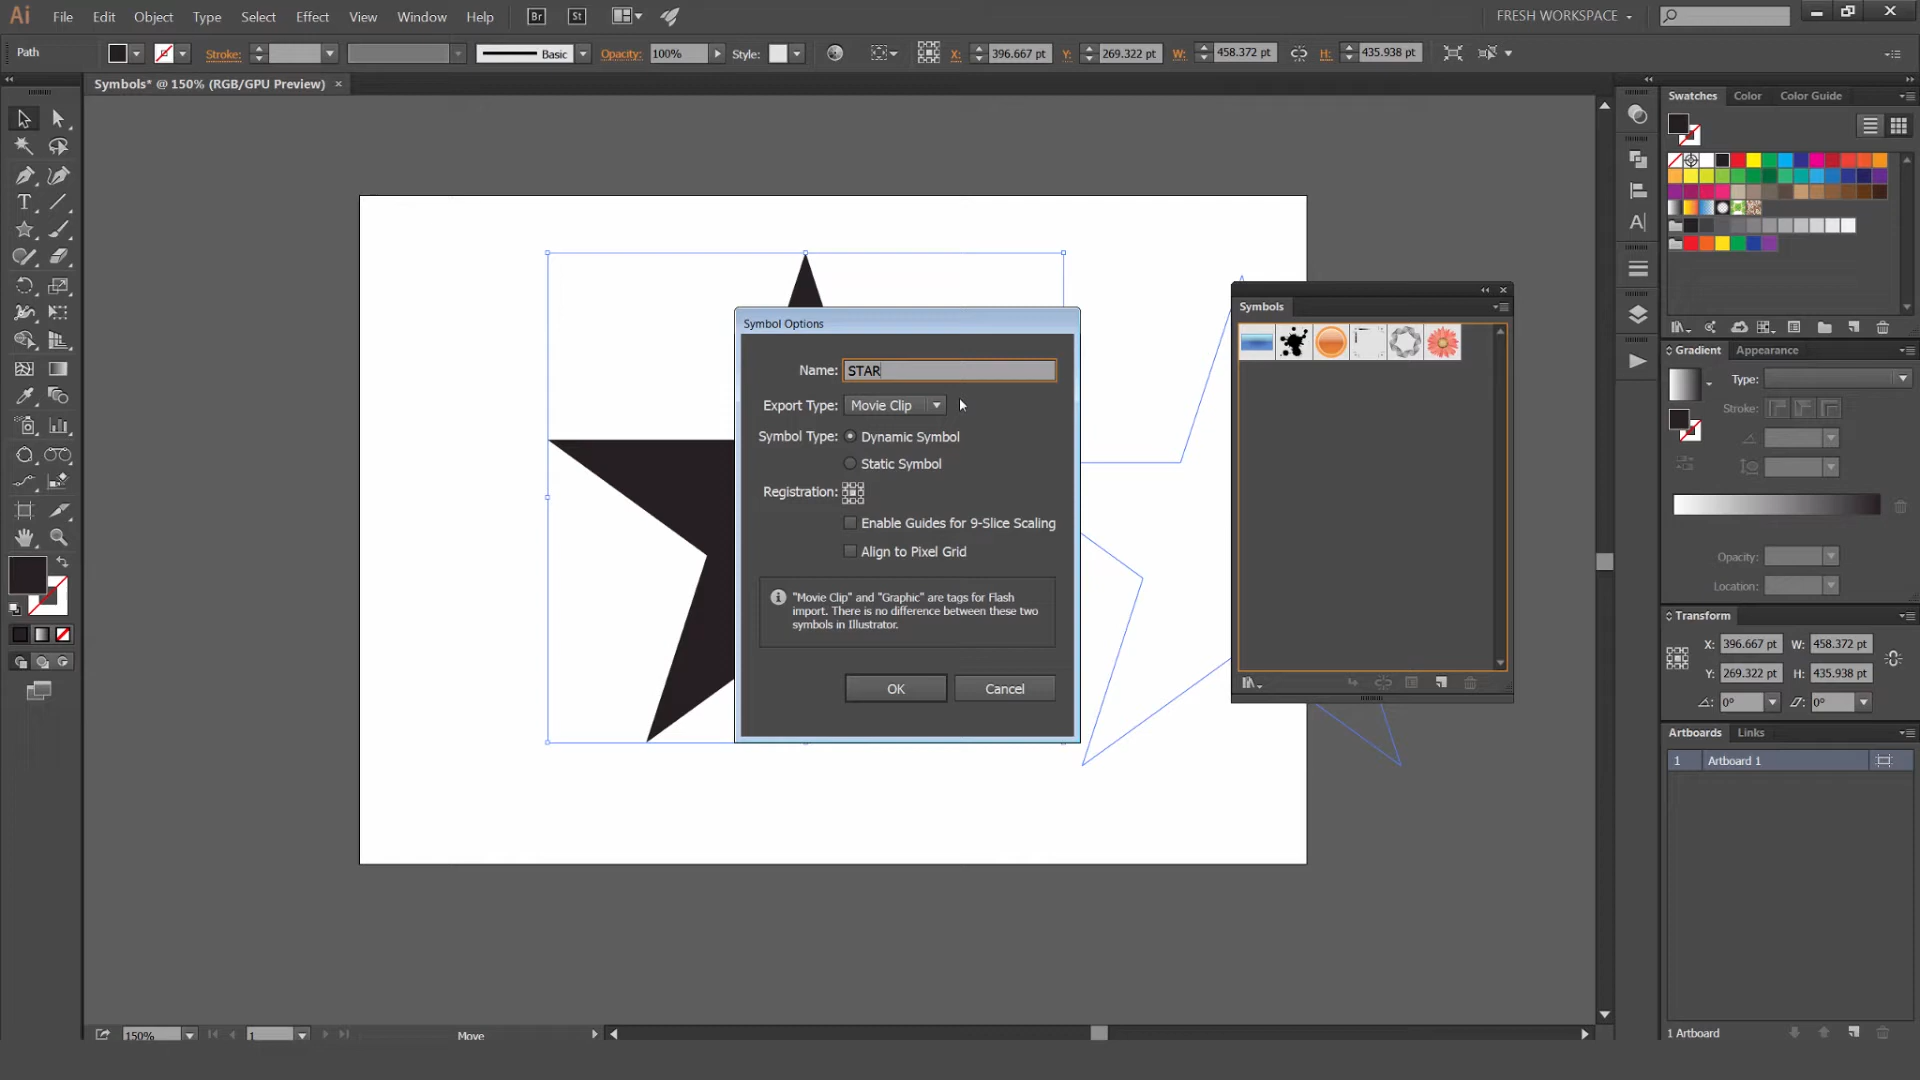 Ai File Edit Object Type Select Effect View Window Help Br St FRESH WORKSPACE
Path Stroke: Basic Opacity: 100% Style: X: 396.667 pt Y: 269.322 pt W: 458.372 pt H: 435.938 pt
Symbols* @ 150% (RGB/GPU Preview) ×
Swatches Color Color Guide
Symbols
Symbol Options
Name: STAR
Export Type: Movie Clip
Symbol Type: Dynamic Symbol
Static Symbol
Registration:
Enable Guides for 9-Slice Scaling
Align to Pixel Grid
"Movie Clip" and "Graphic" are tags for Flash
import. There is no difference between these two
symbols in Illustrator.
OK Cancel
Gradient Appearance
Type:
Stroke:
Opacity:
Location:
Transform
X: 396.667 pt W: 458.372 pt
Y: 269.322 pt H: 435.938 pt
0° 0°
Artboards Links
1 Artboard 1
1 Artboard
150% 1 Move